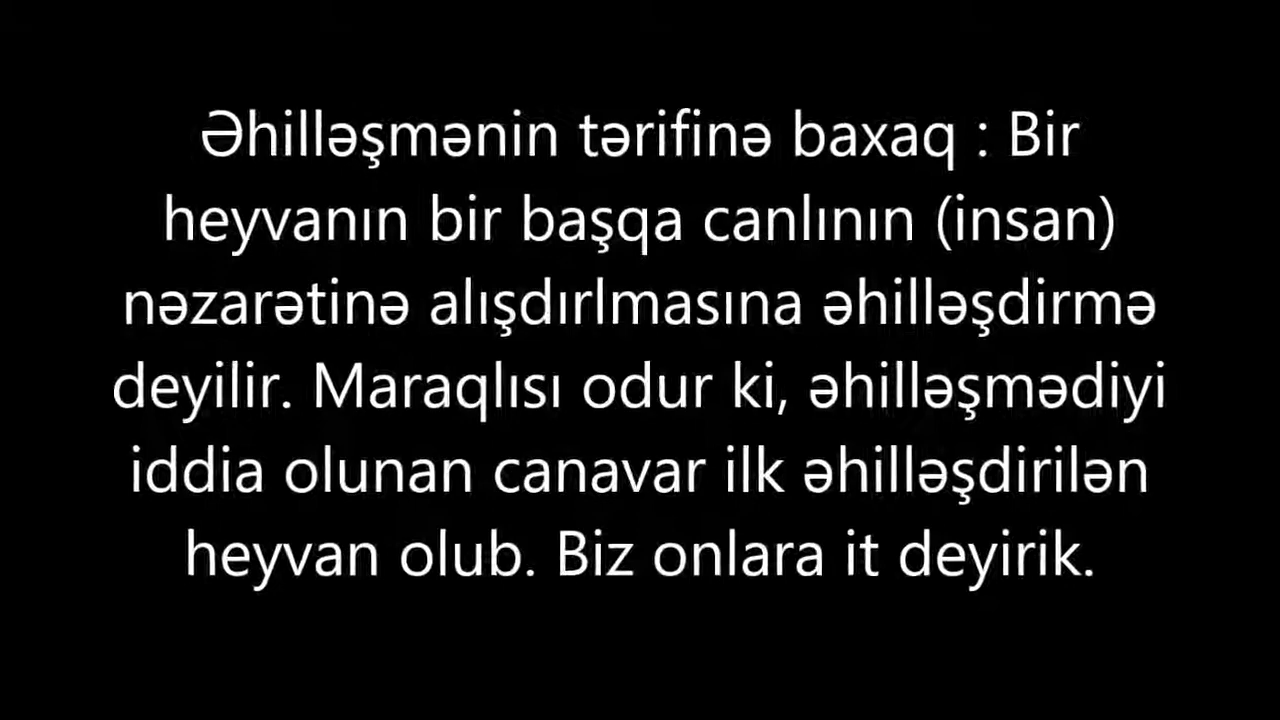 Əhilləşmənin tərifinə baxaq : Bir
heyvanın bir başqa canlının (insan)
nəzarətinə alışdırlmasına əhilləşdirmə
deyilir. Maraqlısı odur ki, əhilləşmədiyi
iddia olunan canavar ilk əhilləşdirilən
heyvan olub. Biz onlara it deyirik.